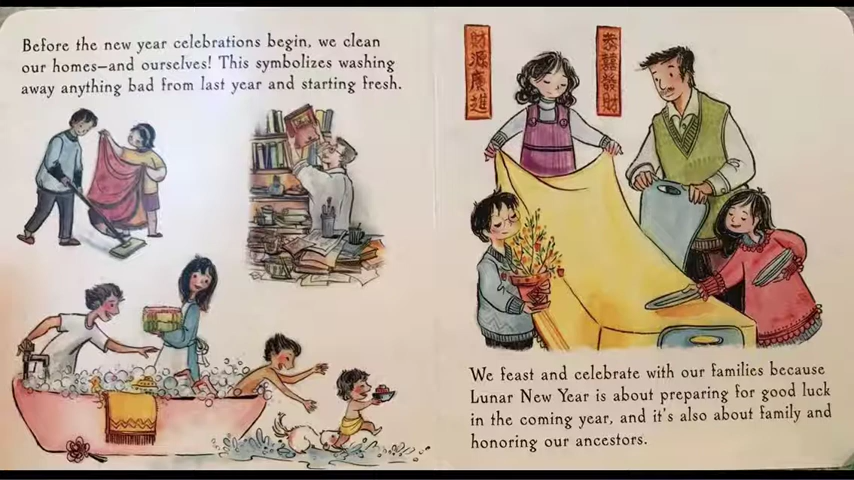 Before the new year celebrations begin, we clean
our homes—and ourselves! This symbolizes washing
away anything bad from last year and starting fresh.
財源廣進
恭禧發財
We feast and celebrate with our families because
Lunar New Year is about preparing for good luck
in the coming year, and it's also about family and
honoring our ancestors.